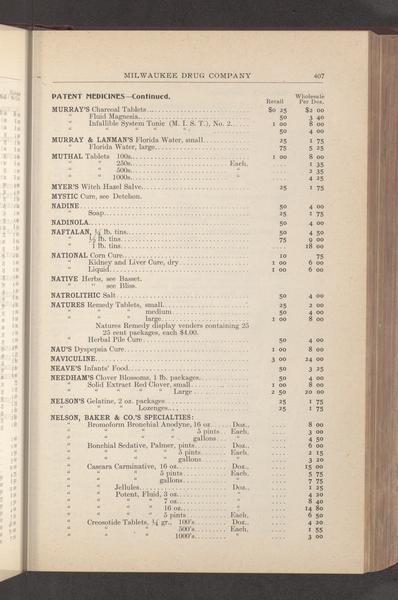 MILWAUKEE DRUG COMPANY 407
PATENT MEDICINES—Continued.
Retail Wholesale Per Doz.
MURRAY'S Charcoal Tablets $0 25 $2 00
" Fluid Magnesia 50 3 40
" Infallible System Tonic (M. I. S. T.), No. 2 1 00 8 00
" " " " " 50 4 00
MURRAY & LANMAN'S Florida Water, small 25 1 75
" Florida Water, large 75 5 25
MUTHAL Tablets 100s 1 00 8 00
" " 250s Each, .... 1 35
" " 500s " .... 2 35
" " 1000s " .... 4 25
MYER'S Witch Hazel Salve 25 1 75
MYSTIC Cure, see Detchon.
NADINE 50 4 00
" Soap 25 1 75
NADINOLA 50 4 00
NAFTALAN, ¼ lb. tins 50 4 50
" ½ lb. tins 75 9 00
" 1 lb. tins .... 18 00
NATIONAL Corn Cure 10 75
" Kidney and Liver Cure, dry 1 00 6 00
" Liquid 1 00 6 00
NATIVE Herbs, see Basset.
" " see Bliss.
NATROLITHIC Salt 50 4 00
NATURES Remedy Tablets, small 25 2 00
" " " medium 50 4 00
" " " large 1 00 8 00
Natures Remedy display venders containing 25
25 cent packages, each $4.00.
" Herbal Pile Cure 50 4 00
NAU'S Dyspepsia Cure 1 00 8 00
NAVICULINE 3 00 24 00
NEAVE'S Infants' Food 50 3 25
NEEDHAM'S Clover Blossoms, 1 lb. packages 50 4 00
" Solid Extract Red Clover, small 1 00 8 00
" " " " " Large 2 50 20 00
NELSON'S Gelatine, 2 oz. packages 25 1 75
" " Lozenges 25 1 75
NELSON, BAKER & CO.'S SPECIALTIES:
" Bromoform Bronchial Anodyne, 16 oz Doz., .... 8 00
" " " " 5 pints Each, .... 3 00
" " " " gallons " .... 4 50
" Bonchial Sedative, Palmer, pints Doz., .... 6 00
" " " " 5 pints Each, .... 2 15
" " " " gallons " .... 3 20
" Cascara Carminative, 16 oz Doz., .... 15 00
" " " 5 pints Each, .... 5 75
" " " gallons " .... 7 75
" " Jellules Doz., .... 1 25
" " Potent, Fluid, 3 oz " .... 4 20
" " " " 7 oz " .... 8 40
" " " " 16 oz " .... 14 80
" " " " 5 pints Each, .... 6 50
" Creosotide Tablets, ¼ gr., 100's Doz., .... 4 20
" " " 500's Each, .... 1 55
" " " 1000's " .... 3 00